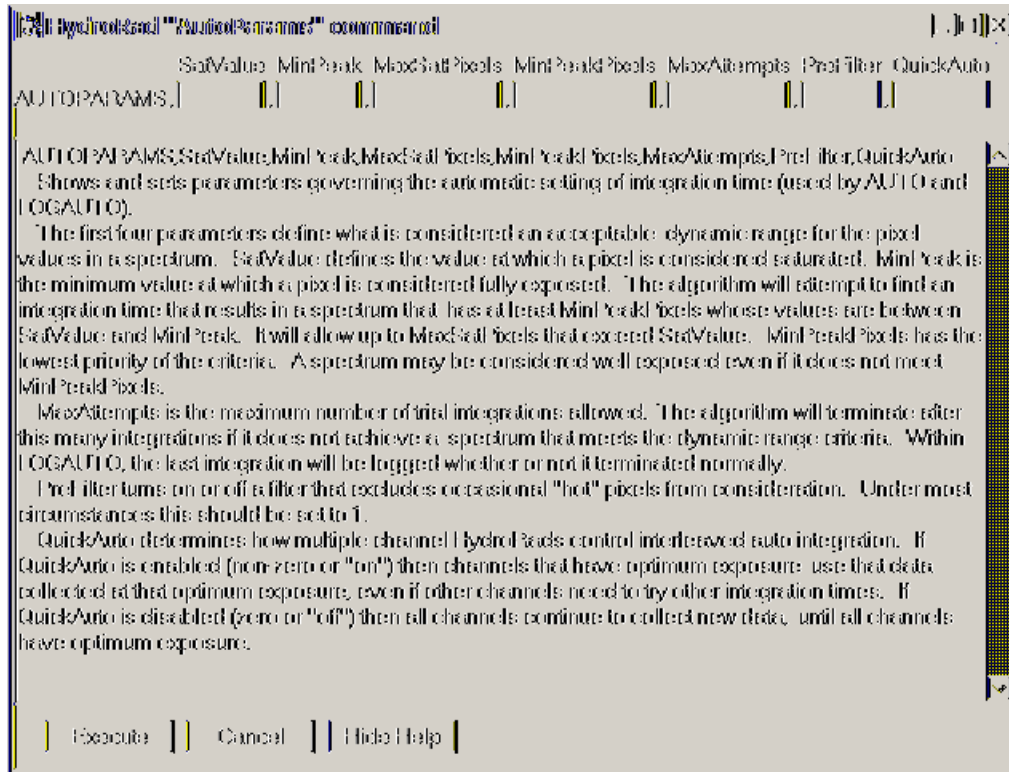 HydroRad "AutoParams" command
SatValue MinPeak MaxSatPixels MinPeakPixels MaxAttempts PreFilter QuickAuto
AUTOPARAMS, , , , , , ,
AUTOPARAMS,SatValue,MinPeak,MaxSatPixels,MinPeakPixels,MaxAttempts,PreFilter,QuickAuto
Shows and sets parameters governing the automatic setting of integration time (used by AUTO and
LOGAUTO).
The first four parameters define what is considered an acceptable dynamic range for the pixel
values in a spectrum. SatValue defines the value at which a pixel is considered saturated. MinPeak is
the minimum value at which a pixel is considered fully exposed. The algorithm will attempt to find an
integration time that results in a spectrum that has at least MinPeakPixels whose values are between
SatValue and MinPeak. It will allow up to MaxSatPixels that exceed SatValue. MinPeakPixels has the
lowest priority of the criteria. A spectrum may be considered well exposed even if it does not meet
MinPeakPixels.
MaxAttempts is the maximum number of trial integrations allowed. The algorithm will terminate after
this many integrations if it does not achieve a spectrum that meets the dynamic range criteria. Within
LOGAUTO, the last integration will be logged whether or not it terminated normally.
PreFilter turns on or off a filter that excludes occasional "hot" pixels from consideration. Under most
circumstances this should be set to 1.
QuickAuto determines how multiple channel HydroRads control interleaved auto integration. If
QuickAuto is enabled (non-zero or "on") then channels that have optimum exposure use that data
collected at that optimum exposure, even if other channels need to try other integration times. If
QuickAuto is disabled (zero or "off") then all channels continue to collect new data, until all channels
have optimum exposure.
Execute Cancel Hide Help